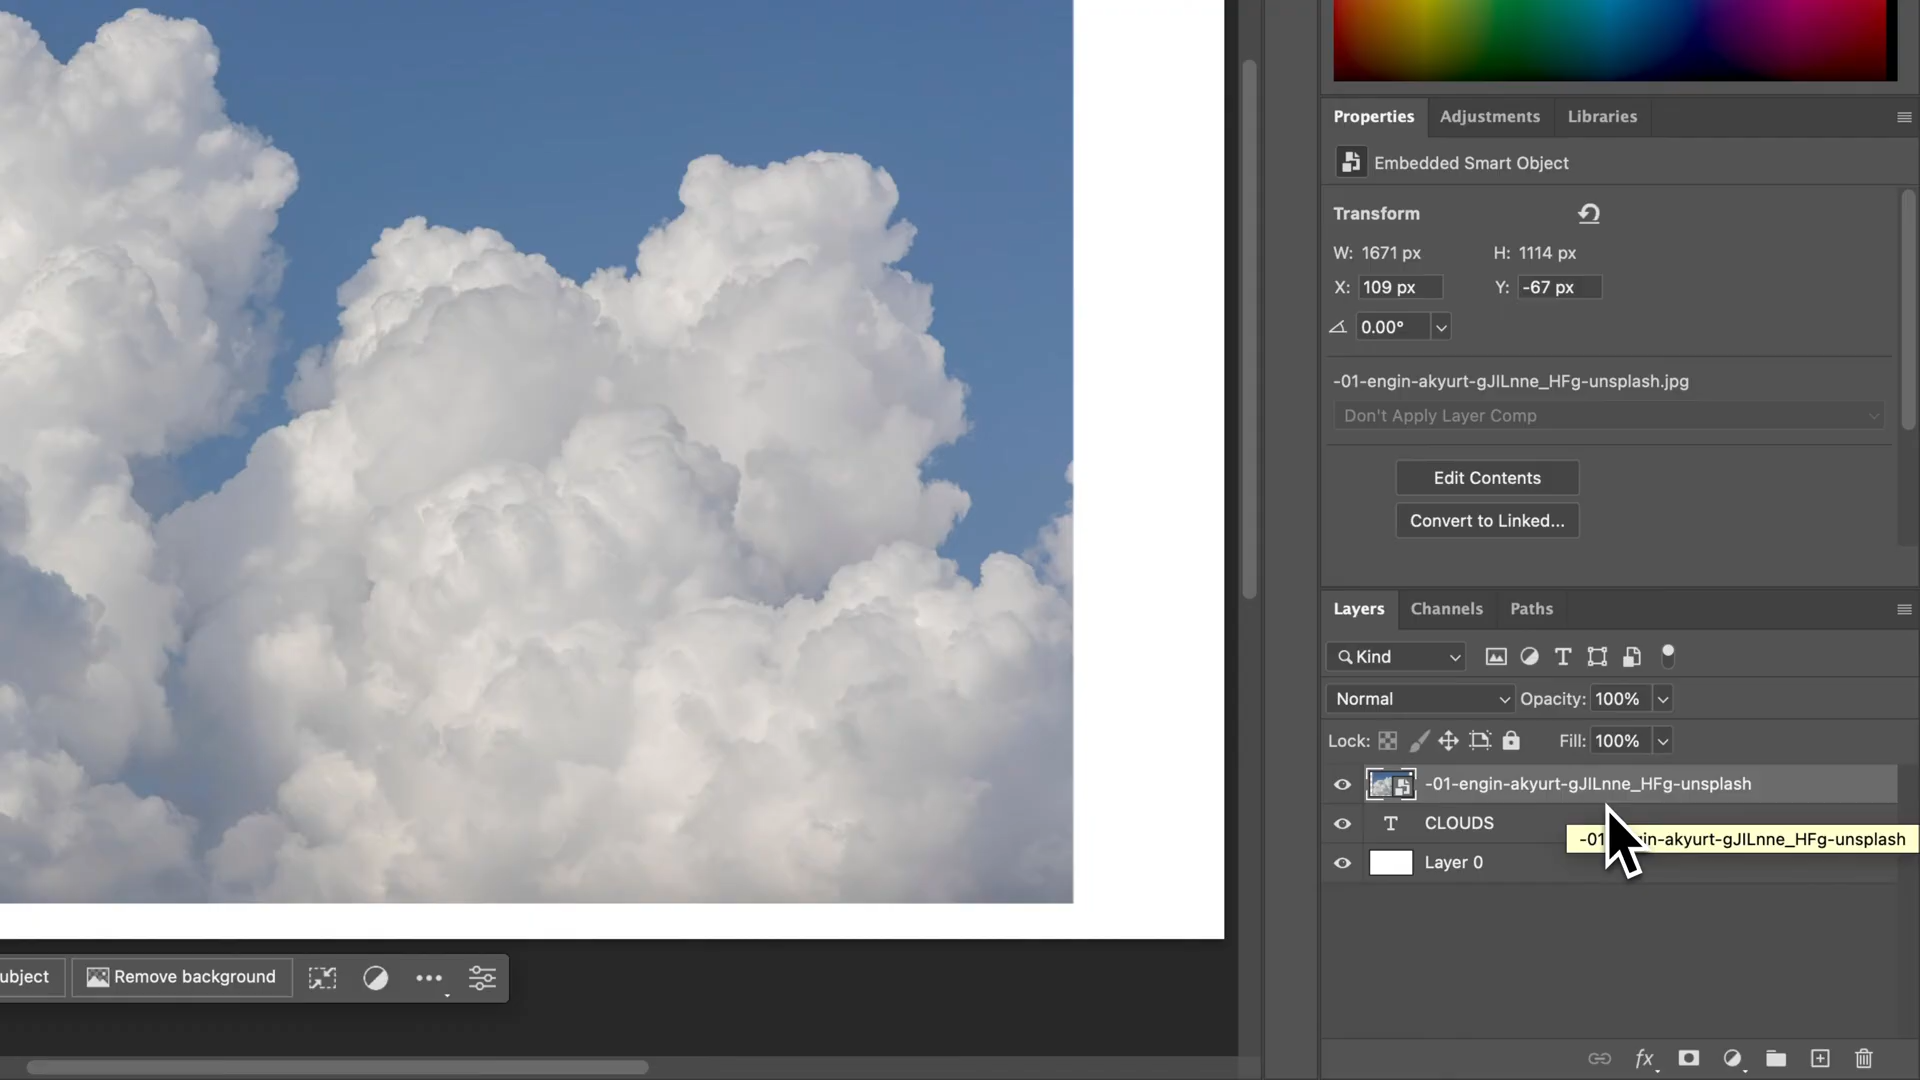 Properties Adjustments Libraries
Embedded Smart Object
Transform
W: 1671 px H: 1114 px
X: 109 px Y: -67 px
0.00°
-01-engin-akyurt-gJILnne_HFg-unsplash.jpg
Don't Apply Layer Comp
Edit Contents
Convert to Linked...
Layers Channels Paths
Kind
Normal Opacity: 100%
Lock: Fill: 100%
-01-engin-akyurt-gJILnne_HFg-unsplash
T CLOUDS
-01 gin-akyurt-gJILnne_HFg-unsplash
Layer 0
ubject Remove background
fx